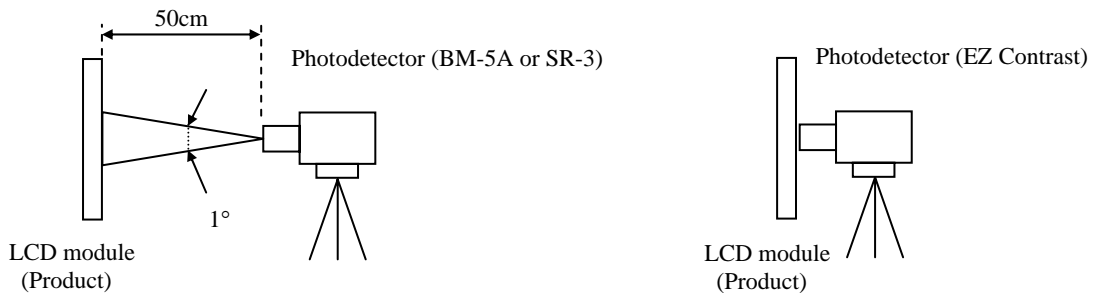 50cm
Photodetector (BM-5A or SR-3)
1°
LCD module
(Product)
Photodetector (EZ Contrast)
LCD module
(Product)